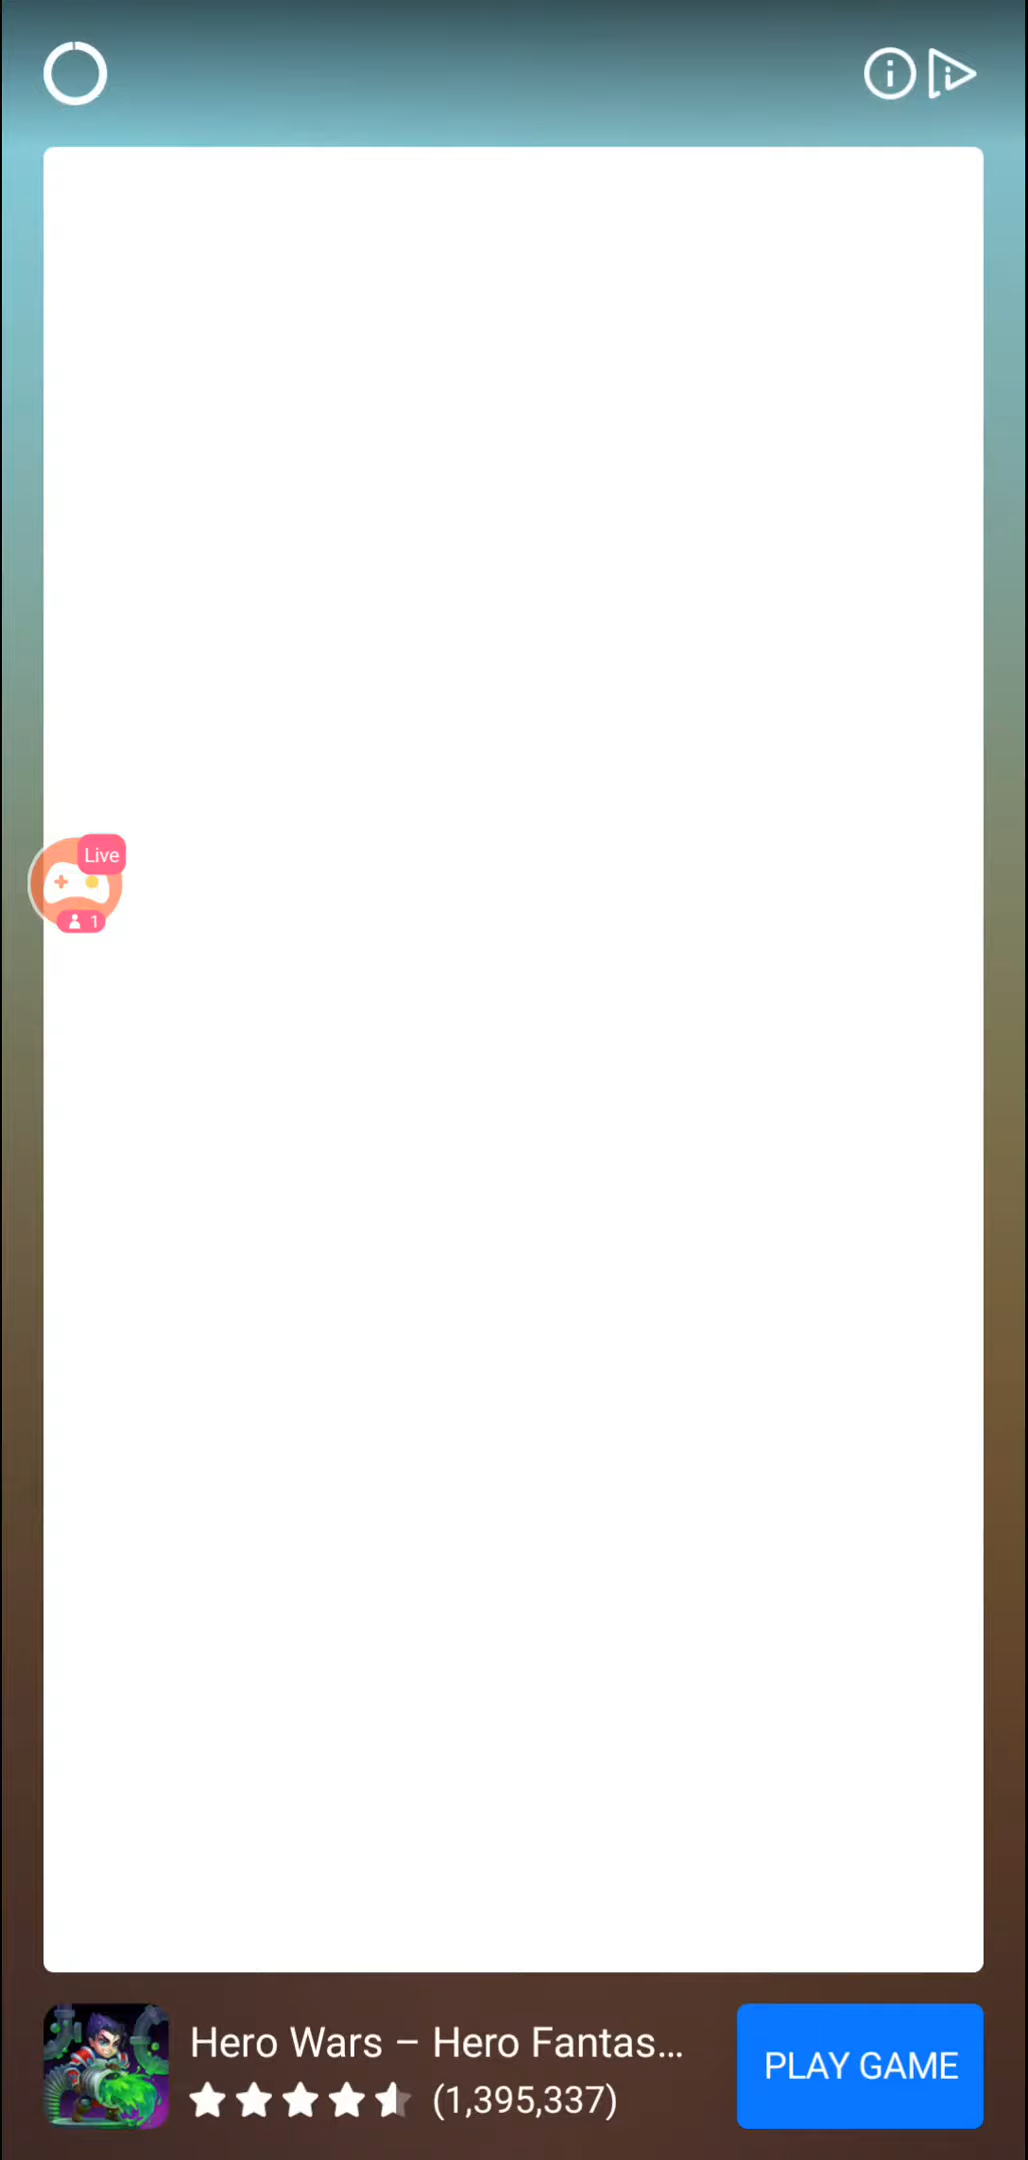 Live
1
Hero Wars – Hero Fantas...
(1,395,337)
PLAY GAME